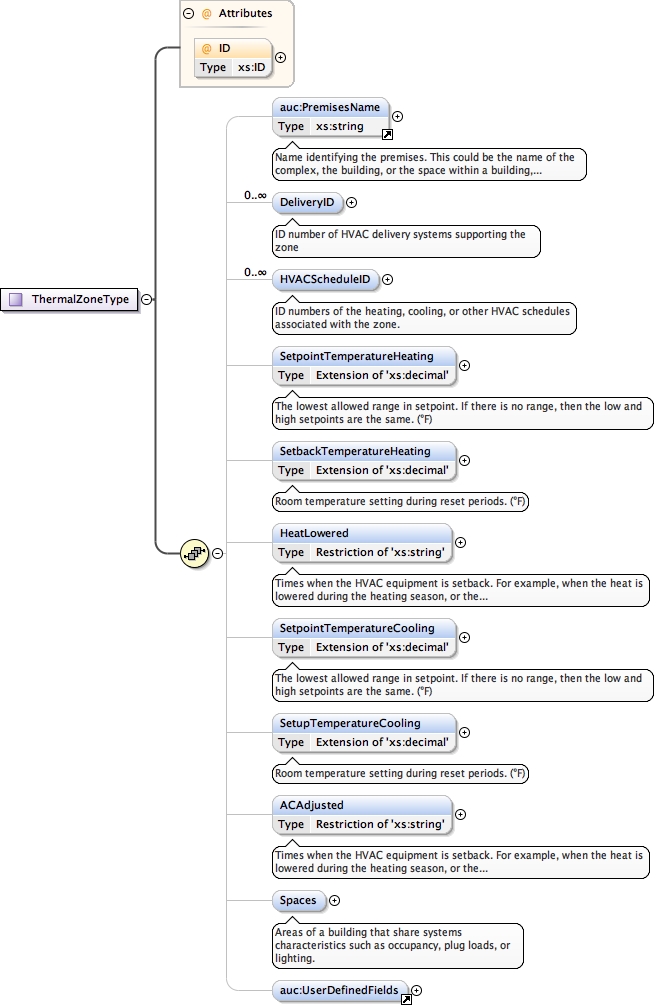 @ Attributes
@ ID
Type xs:ID
auc:PremisesName
Type xs:string
Name identifying the premises. This could be the name of the
complex, the building, or the space within a building,...
0..∞
DeliveryID
ID number of HVAC delivery systems supporting the
zone
0..∞
HVACScheduleID
ID numbers of the heating, cooling, or other HVAC schedules
associated with the zone.
ThermalZoneType
SetpointTemperatureHeating
Type Extension of 'xs:decimal'
The lowest allowed range in setpoint. If there is no range, then the low and
high setpoints are the same. (°F)
SetbackTemperatureHeating
Type Extension of 'xs:decimal'
Room temperature setting during reset periods. (°F)
HeatLowered
Type Restriction of 'xs:string'
Times when the HVAC equipment is setback. For example, when the heat is
lowered during the heating season, or the...
SetpointTemperatureCooling
Type Extension of 'xs:decimal'
The lowest allowed range in setpoint. If there is no range, then the low and
high setpoints are the same. (°F)
SetupTemperatureCooling
Type Extension of 'xs:decimal'
Room temperature setting during reset periods. (°F)
ACAdjusted
Type Restriction of 'xs:string'
Times when the HVAC equipment is setback. For example, when the heat is
lowered during the heating season, or the...
Spaces
Areas of a building that share systems
characteristics such as occupancy, plug loads, or
lighting.
auc:UserDefinedFields